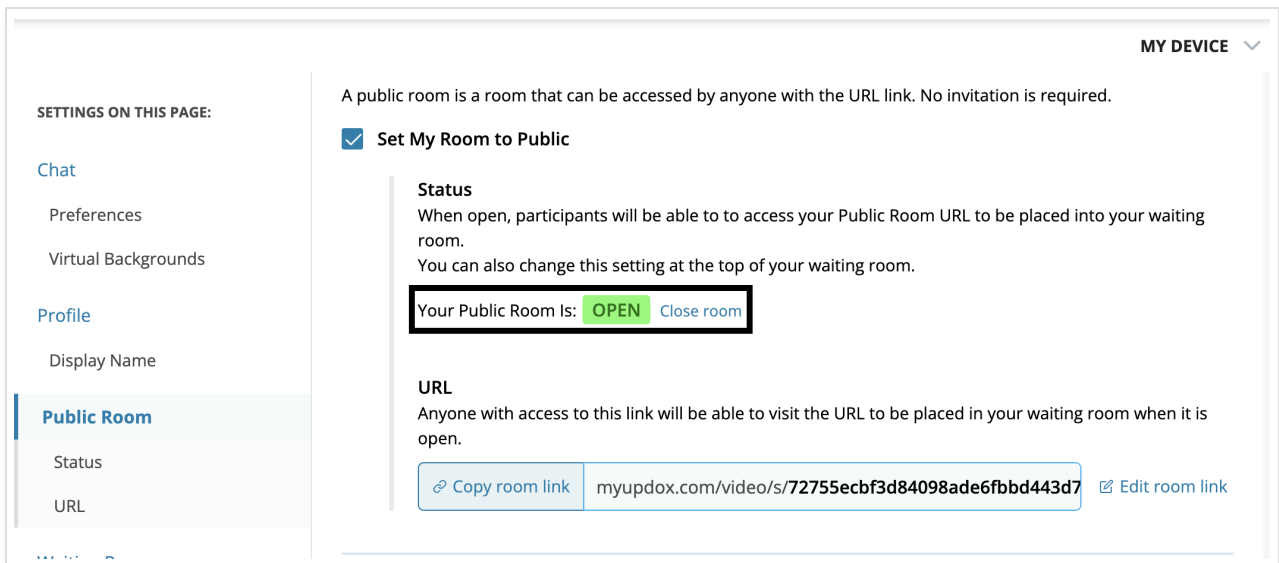 MY DEVICE
SETTINGS ON THIS PAGE:
Chat
Preferences
Virtual Backgrounds
Profile
Display Name
Public Room
Status
URL
A public room is a room that can be accessed by anyone with the URL link. No invitation is required.
Set My Room to Public
Status
When open, participants will be able to to access your Public Room URL to be placed into your waiting
room.
You can also change this setting at the top of your waiting room.
Your Public Room Is: OPEN Close room
URL
Anyone with access to this link will be able to visit the URL to be placed in your waiting room when it is
open.
Copy room link myupdox.com/video/s/72755ecbf3d84098ade6fbbd443d7 Edit room link